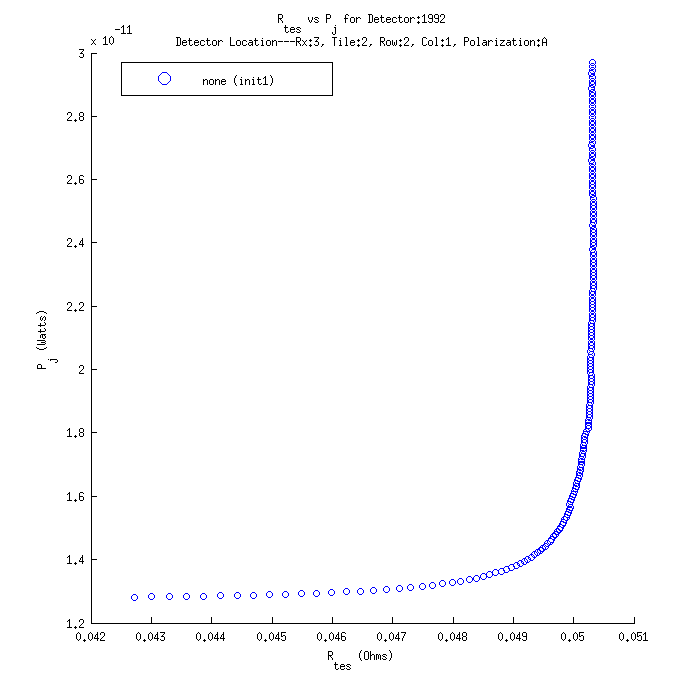 R_tes vs P_j for Detector:1992
Detector Location---Rx:3, Tile:2, Row:2, Col:1, Polarization:A
x 10^-11
none (init1)
3
2.8
2.6
2.4
2.2
2
1.8
1.6
1.4
1.2
P_j (Watts)
0.042 0.043 0.044 0.045 0.046 0.047 0.048 0.049 0.05 0.051
R_tes (Ohms)